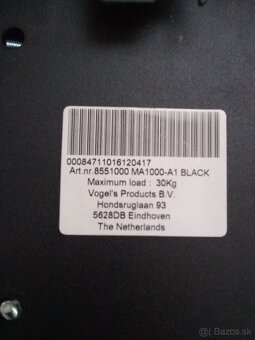 00084711016120417
Art.nr.8551000 MA1000-A1 BLACK
Maximum load : 30Kg
Vogel's Products B.V.
Hondsruglaan 93
5628DB Eindhoven
The Netherlands
Bazos.sk